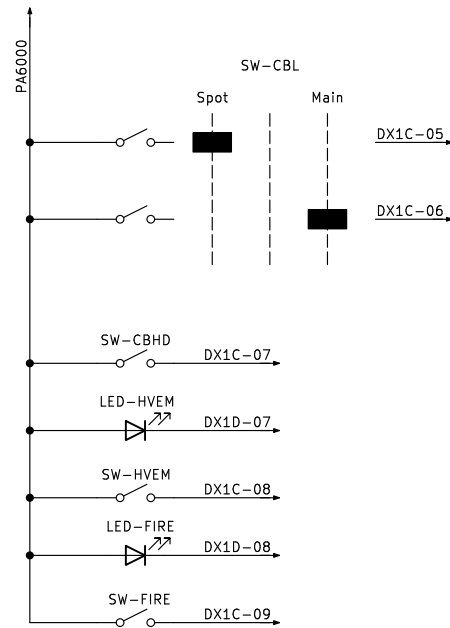 PA6000
SW-CBL
Spot Main
DX1C-05
DX1C-06
SW-CBHD
DX1C-07
LED-HVEM
DX1D-07
SW-HVEM
DX1C-08
LED-FIRE
DX1D-08
SW-FIRE
DX1C-09